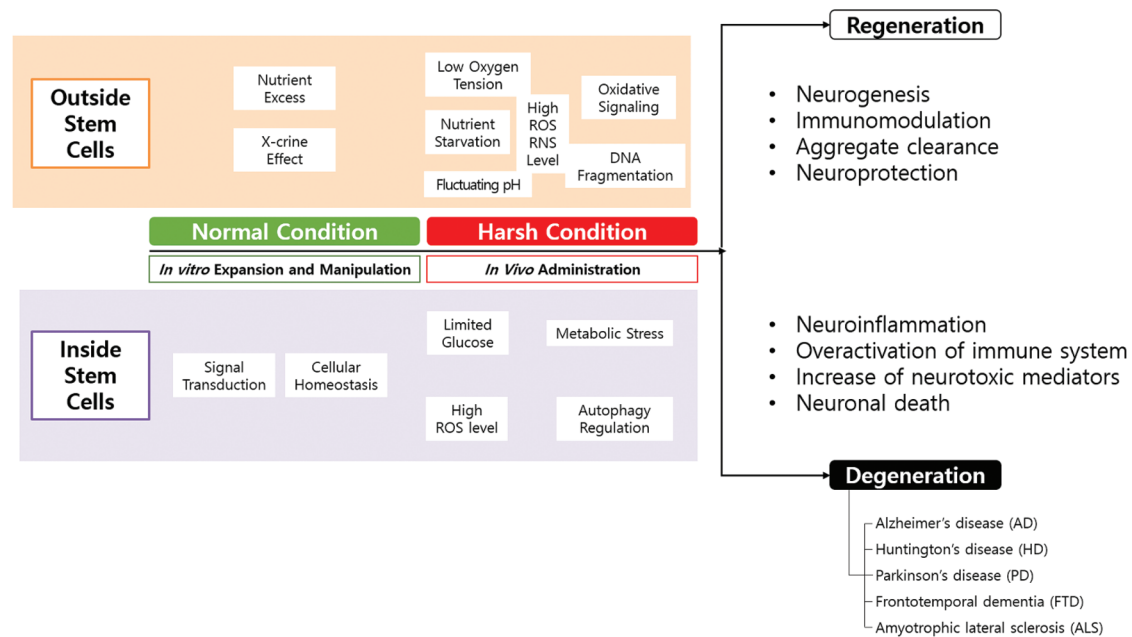 Outside
Stem
Cells
Nutrient
Excess
X-crine
Effect
Low Oxygen
Tension
Nutrient
Starvation
Fluctuating pH
High
ROS
RNS
Level
Oxidative
Signaling
DNA
Fragmentation
Normal Condition
Harsh Condition
In vitro Expansion and Manipulation
In Vivo Administration
Inside
Stem
Cells
Signal
Transduction
Cellular
Homeostasis
Limited
Glucose
Metabolic Stress
High
ROS level
Autophagy
Regulation
Regeneration
• Neurogenesis
• Immunomodulation
• Aggregate clearance
• Neuroprotection
• Neuroinflammation
• Overactivation of immune system
• Increase of neurotoxic mediators
• Neuronal death
Degeneration
Alzheimer's disease (AD)
Huntington's disease (HD)
Parkinson's disease (PD)
Frontotemporal dementia (FTD)
Amyotrophic lateral sclerosis (ALS)